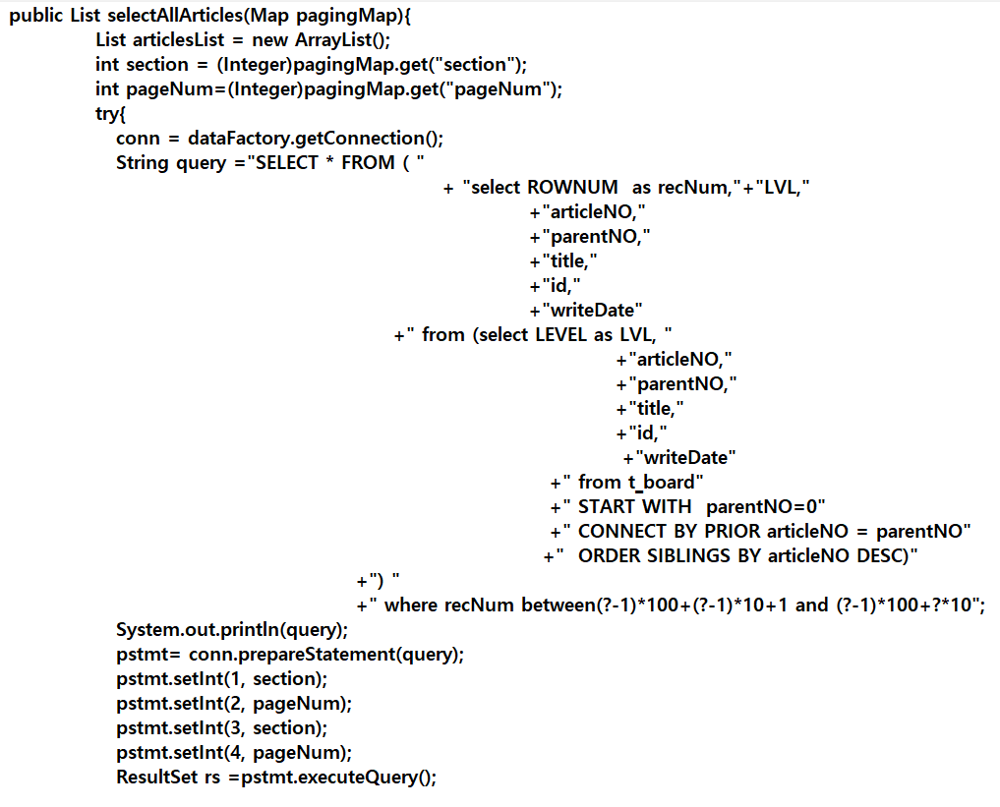 public List selectAllArticles(Map pagingMap){
List articlesList = new ArrayList();
int section = (Integer)pagingMap.get("section");
int pageNum=(Integer)pagingMap.get("pageNum");
try{
conn = dataFactory.getConnection();
String query ="SELECT * FROM ( "
+ "select ROWNUM  as recNum,"+"LVL,"
+"articleNO,"
+"parentNO,"
+"title,"
+"id,"
+"writeDate"
+" from (select LEVEL as LVL, "
+"articleNO,"
+"parentNO,"
+"title,"
+"id,"
+"writeDate"
+" from t_board"
+" START WITH  parentNO=0"
+" CONNECT BY PRIOR articleNO = parentNO"
+"  ORDER SIBLINGS BY articleNO DESC)"
+") "
+" where recNum between(?-1)*100+(?-1)*10+1 and (?-1)*100+?*10";
System.out.println(query);
pstmt= conn.prepareStatement(query);
pstmt.setInt(1, section);
pstmt.setInt(2, pageNum);
pstmt.setInt(3, section);
pstmt.setInt(4, pageNum);
ResultSet rs =pstmt.executeQuery();